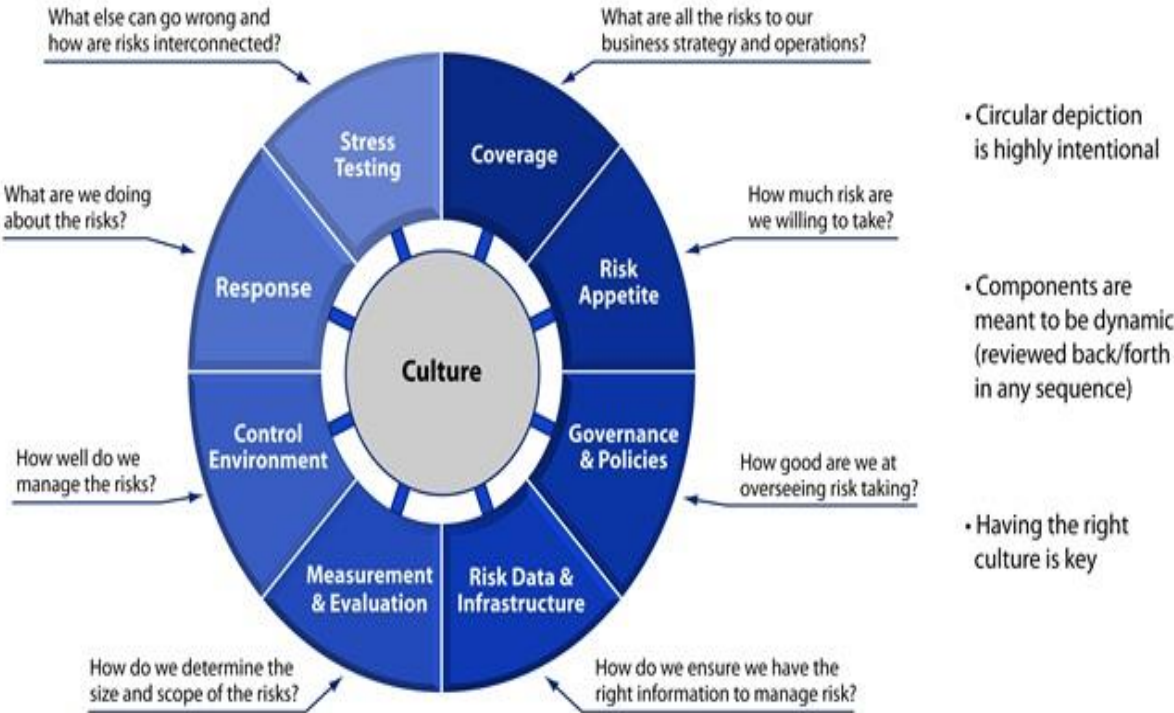 What else can go wrong and
how are risks interconnected?
What are all the risks to our
business strategy and operations?
Stress
Testing
Coverage
• Circular depiction
is highly intentional
What are we doing
about the risks?
How much risk are
we willing to take?
Response
Risk
Appetite
• Components are
meant to be dynamic
(reviewed back/forth
in any sequence)
Culture
Control
Environment
Governance
& Policies
How well do we
manage the risks?
How good are we at
overseeing risk taking?
• Having the right
culture is key
Measurement
& Evaluation
Risk Data &
Infrastructure
How do we determine the
size and scope of the risks?
How do we ensure we have the
right information to manage risk?